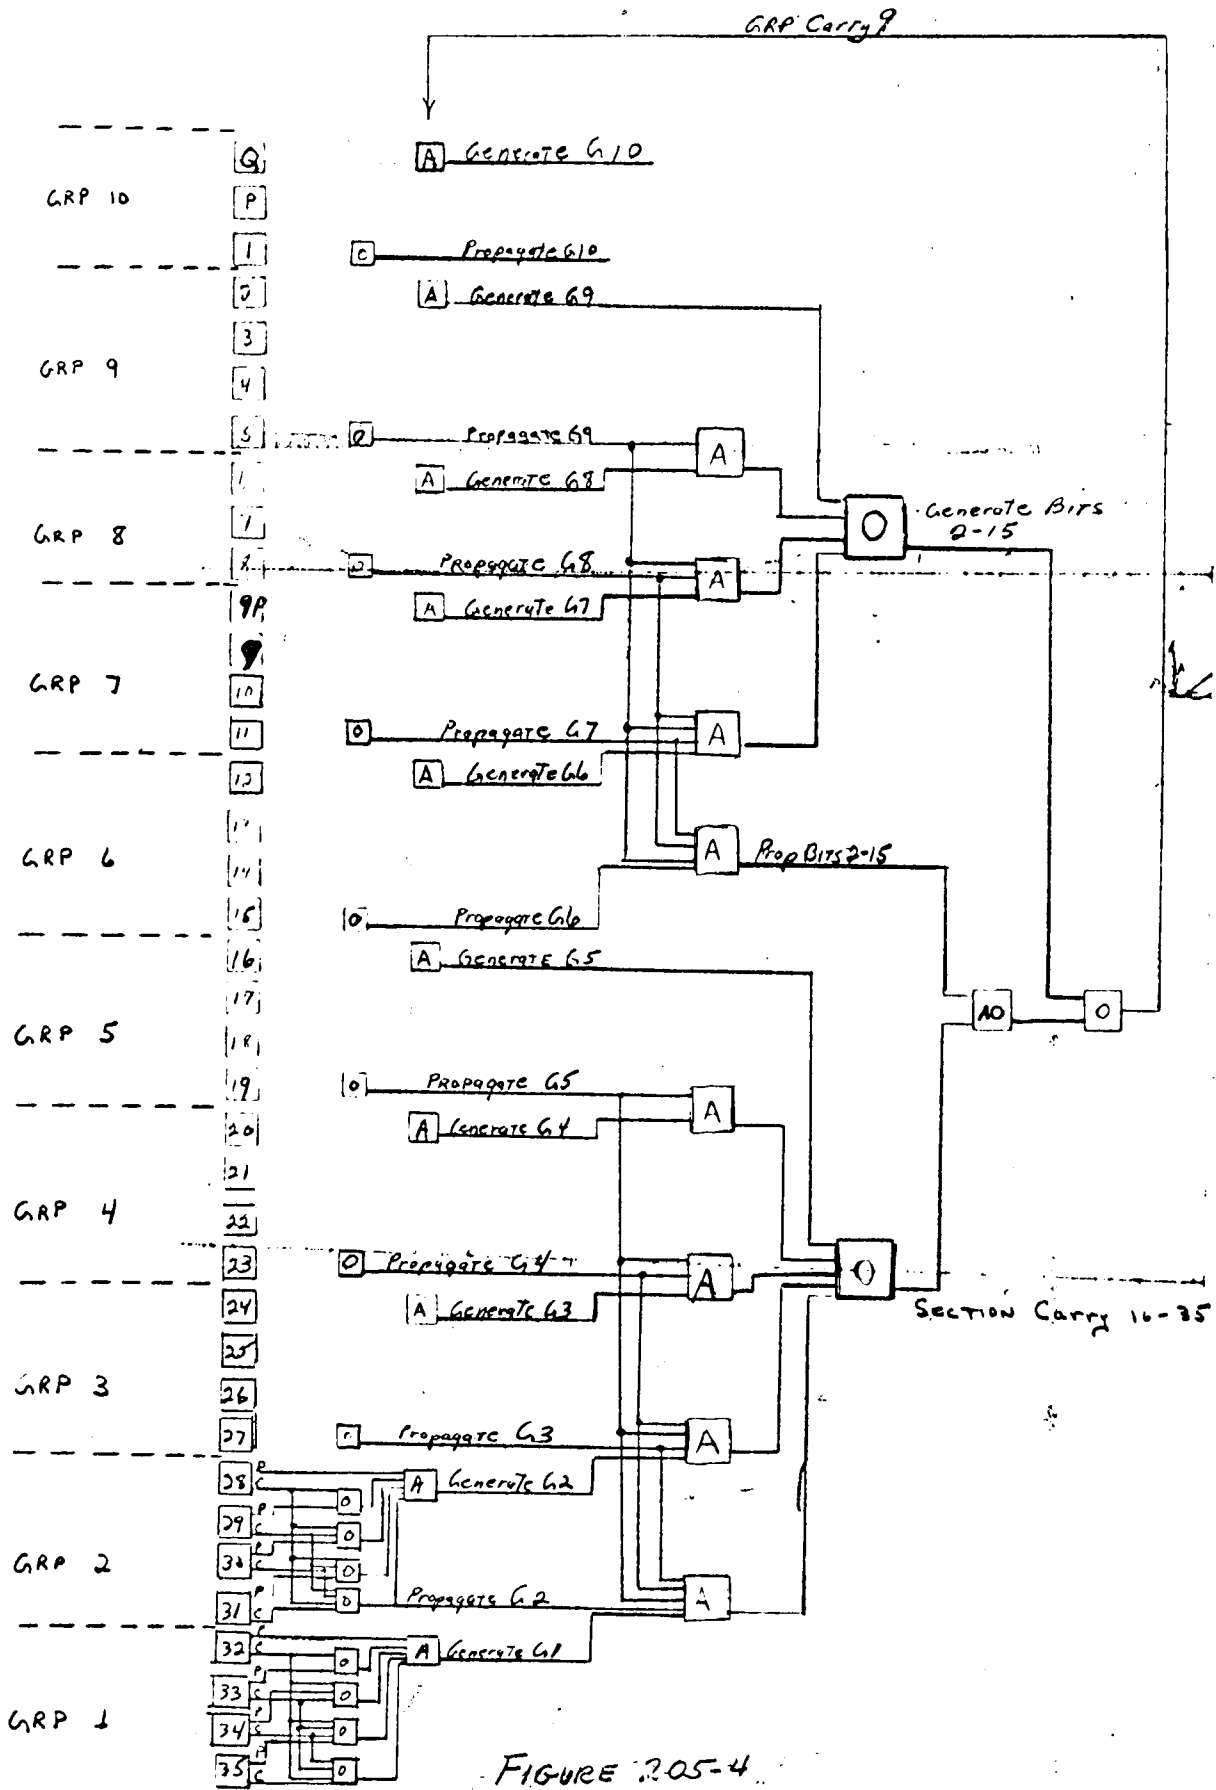 GRP Carry 9
Q
A Generate G10
GRP 10
P
1
Propagate G10
A Generate G9
3
GRP 9
4
5
Propagate G9
A
A Generate G8
Generate Bits
2-15
O
GRP 8
Propagate G8
A
A Generate G7
9P
9
GRP 7
10
11
O Propagate G7
A
12
A Generate G6
GRP 6
14
A
Prop Bits 2-15
15
O Propagate G6
16
A Generate G5
17
AO
O
GRP 5
18
19
O Propagate G5
A
20
A Generate G4
21
GRP 4
22
23
O Propagate G4
A
O
24
A Generate G3
Section Carry 16-35
25
GRP 3
26
27
Propagate G3
A
28 P C
A Generate G2
O
29 P C
O
GRP 2
30 P C
O
31 P C
O
Propagate G2
A
32 P C
A Generate G1
O
33 P C
O
GRP 1
34 P C
O
35 P C
O
FIGURE 205-4